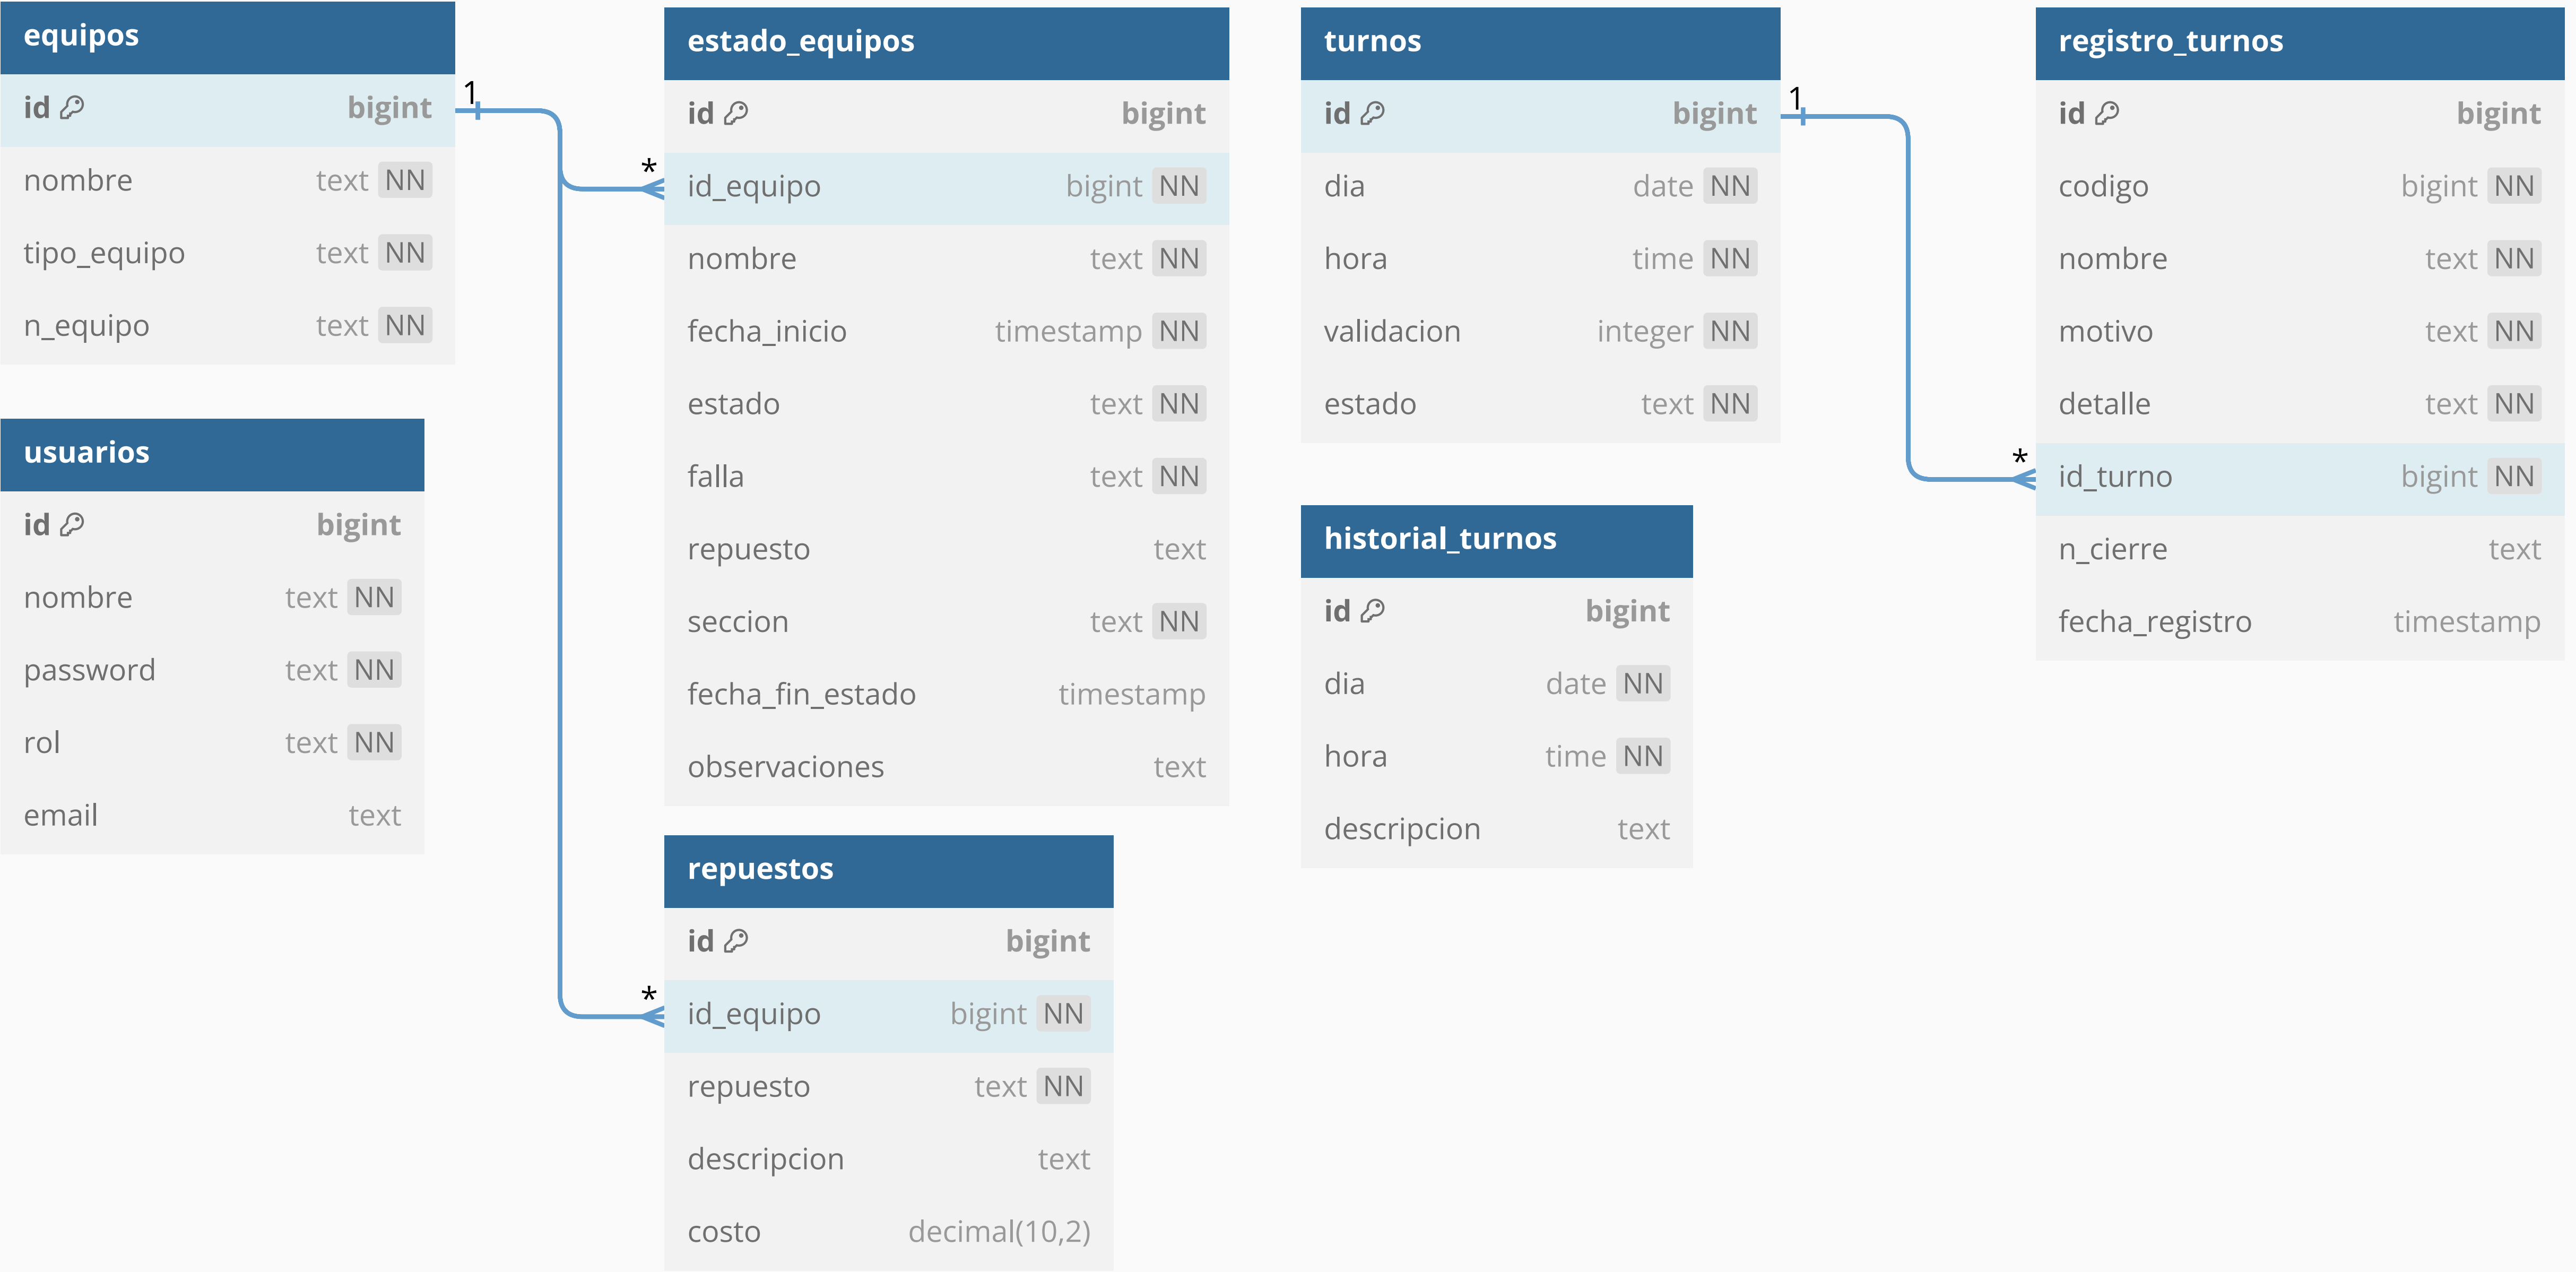 equipos
id bigint
nombre text NN
tipo_equipo text NN
n_equipo text NN
usuarios
id bigint
nombre text NN
password text NN
rol text NN
email text
1
*
*
estado_equipos
id bigint
id_equipo bigint NN
nombre text NN
fecha_inicio timestamp NN
estado text NN
falla text NN
repuesto text
seccion text NN
fecha_fin_estado timestamp
observaciones text
repuestos
id bigint
id_equipo bigint NN
repuesto text NN
descripcion text
costo decimal(10,2)
turnos
id bigint
dia date NN
hora time NN
validacion integer NN
estado text NN
historial_turnos
id bigint
dia date NN
hora time NN
descripcion text
1
*
registro_turnos
id bigint
codigo bigint NN
nombre text NN
motivo text NN
detalle text NN
id_turno bigint NN
n_cierre text
fecha_registro timestamp